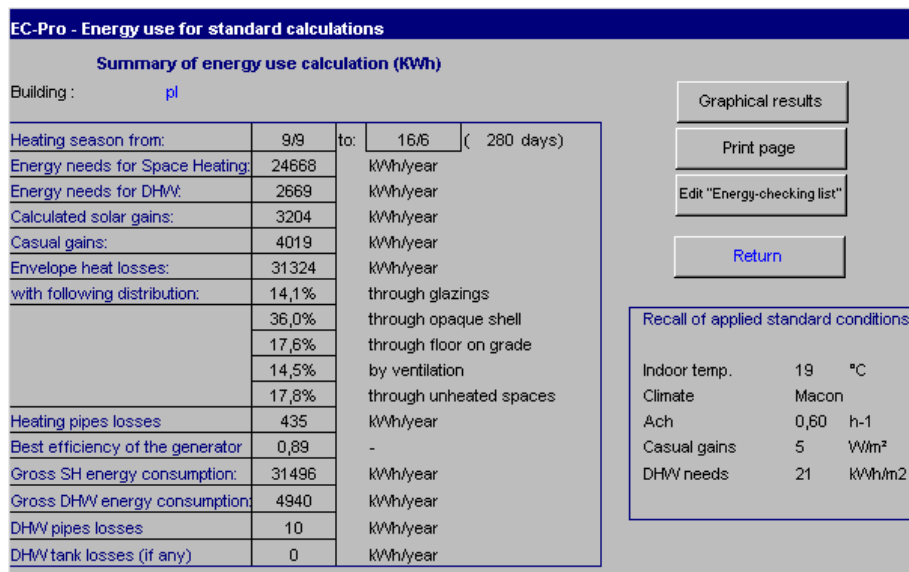 EC-Pro - Energy use for standard calculations
Summary of energy use calculation (KWh)
Building : pl
Heating season from: 9/9 to: 16/6 ( 280 days)
Energy needs for Space Heating: 24668 kWh/year
Energy needs for DHW: 2669 kWh/year
Calculated solar gains: 3204 kWh/year
Casual gains: 4019 kWh/year
Envelope heat losses: 31324 kWh/year
with following distribution: 14,1% through glazings
36,0% through opaque shell
17,6% through floor on grade
14,5% by ventilation
17,8% through unheated spaces
Heating pipes losses 435 kWh/year
Best efficiency of the generator 0,89 -
Gross SH energy consumption: 31496 kWh/year
Gross DHW energy consumption: 4940 kWh/year
DHW pipes losses 10 kWh/year
DHW tank losses (if any) 0 kWh/year
Graphical results
Print page
Edit "Energy-checking list"
Return
Recall of applied standard conditions
Indoor temp. 19 °C
Climate Macon
Ach 0,60 h-1
Casual gains 5 W/m²
DHW needs 21 kWh/m2